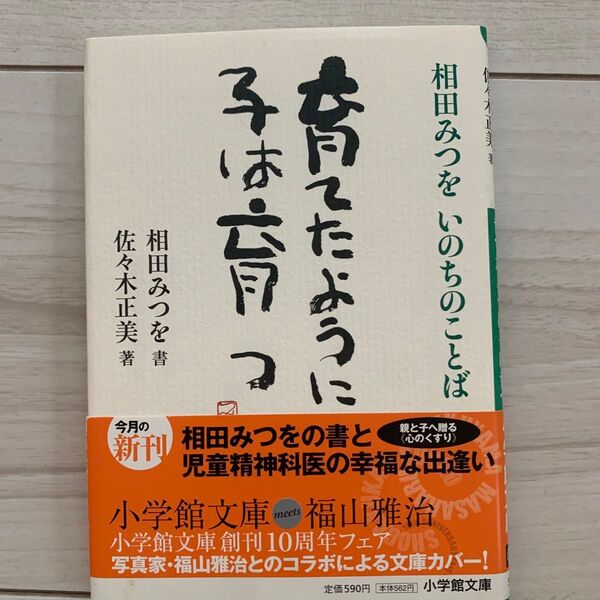 相田みつを いのちのことば
育てたように
子は育つ
相田みつを 書
佐々木正美 著
佐々木正美 著
今月の
新刊
相田みつをの書と
児童精神科医の幸福な出逢い
親と子へ贈る
《心のくすり》
小学館文庫 meets 福山雅治
小学館文庫創刊10周年フェア
写真家・福山雅治とのコラボによる文庫カバー!
定価590円 本体562円 小学館文庫